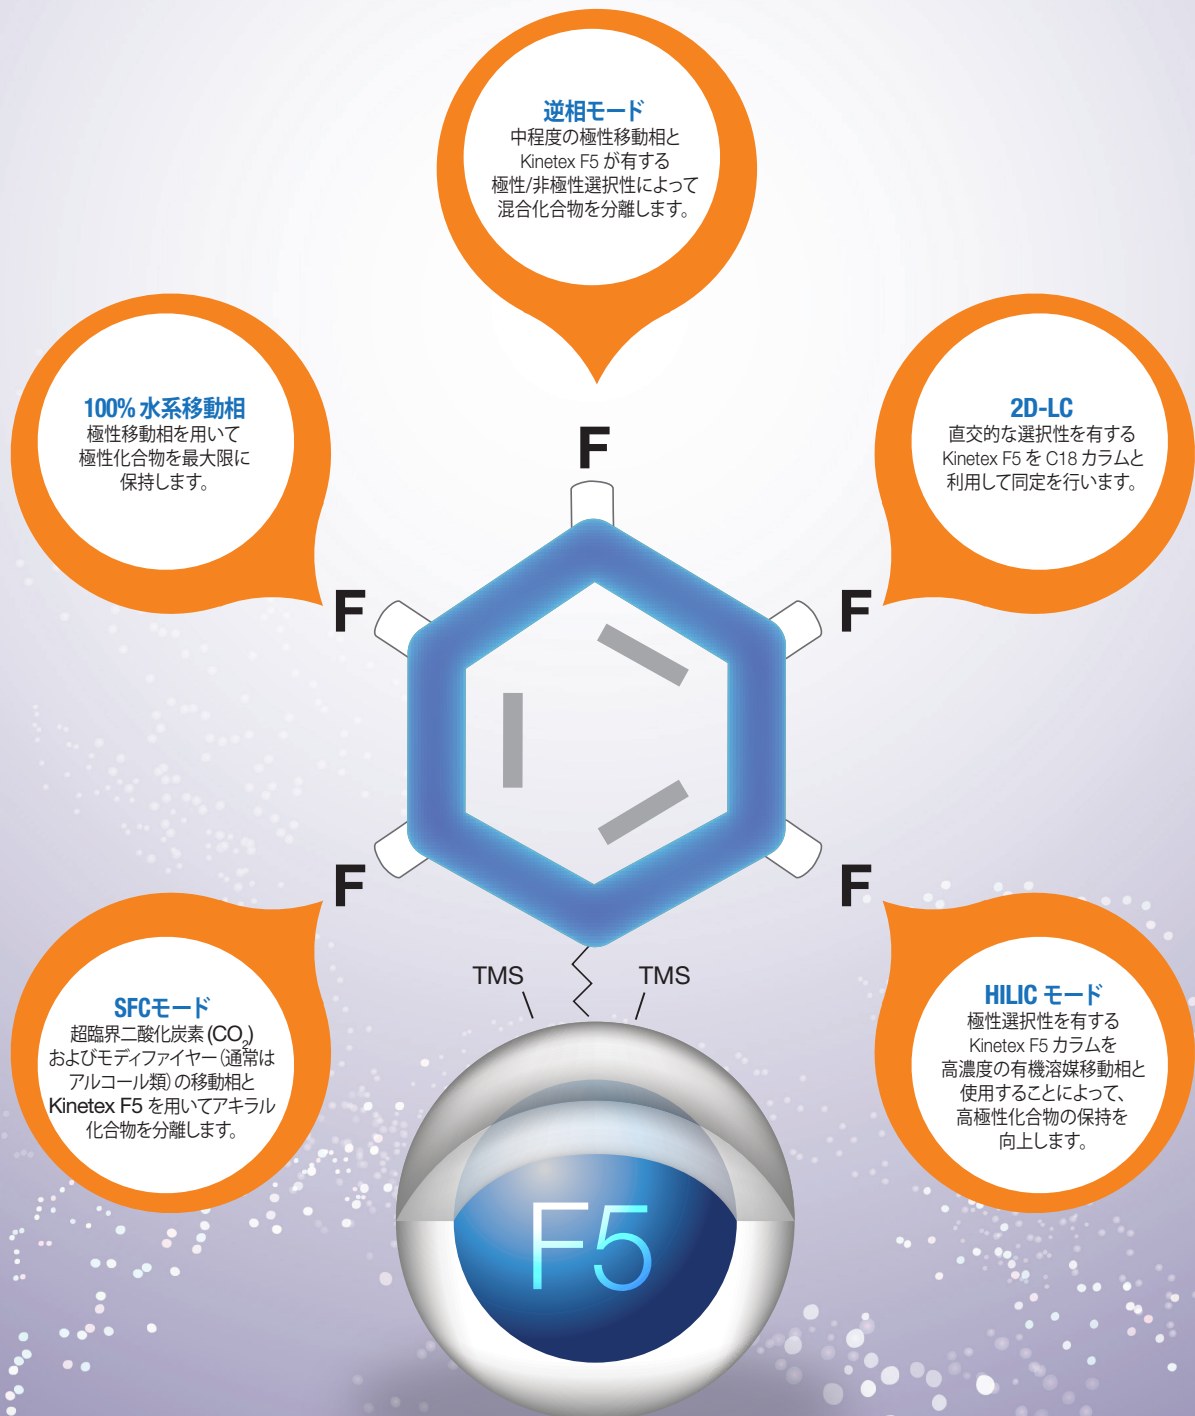 逆相モード
中程度の極性移動相と
Kinetex F5 が有する
極性/非極性選択性によって
混合化合物を分離します。
100% 水系移動相
極性移動相を用いて
極性化合物を最大限に
保持します。
2D-LC
直交的な選択性を有する
Kinetex F5 を C18 カラムと
利用して同定を行います。
F
F
F
F
F
TMS
TMS
SFCモード
超臨界二酸化炭素 (CO₂)
およびモディファイヤー（通常は
アルコール類）の移動相と
Kinetex F5 を用いてアキラル
化合物を分離します。
HILIC モード
極性選択性を有する
Kinetex F5 カラムを
高濃度の有機溶媒移動相と
使用することによって、
高極性化合物の保持を
向上します。
F5